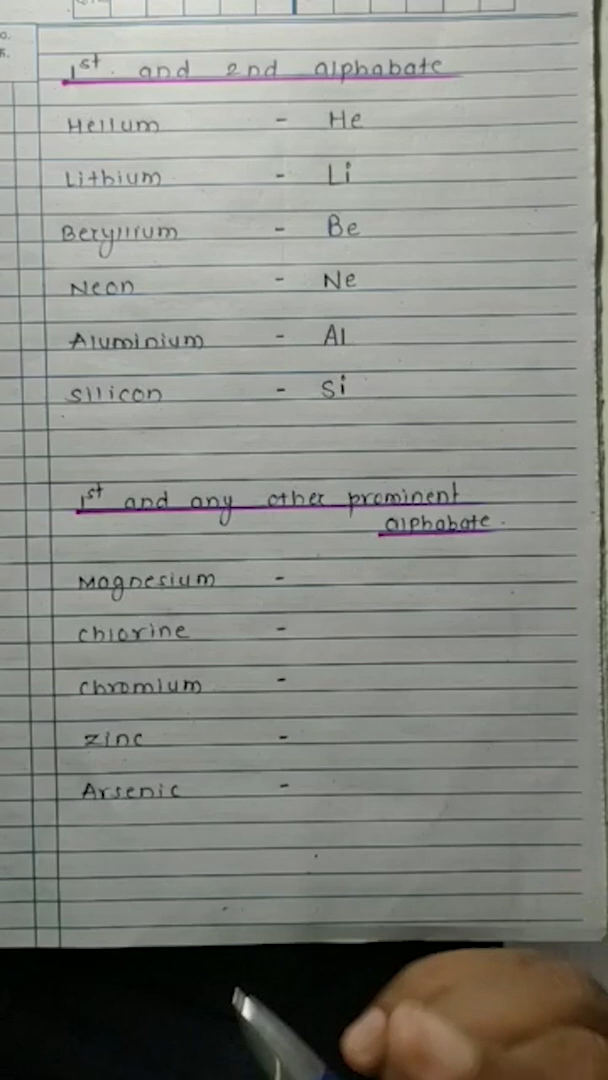 1st. and 2nd alphabate
Helium - He
Lithium - Li
Beryllium - Be
Neon - Ne
Aluminium - Al
Silicon - Si
1st and any other prominent
alphabate.
Magnesium -
chlorine -
chromium -
zinc -
Arsenic -